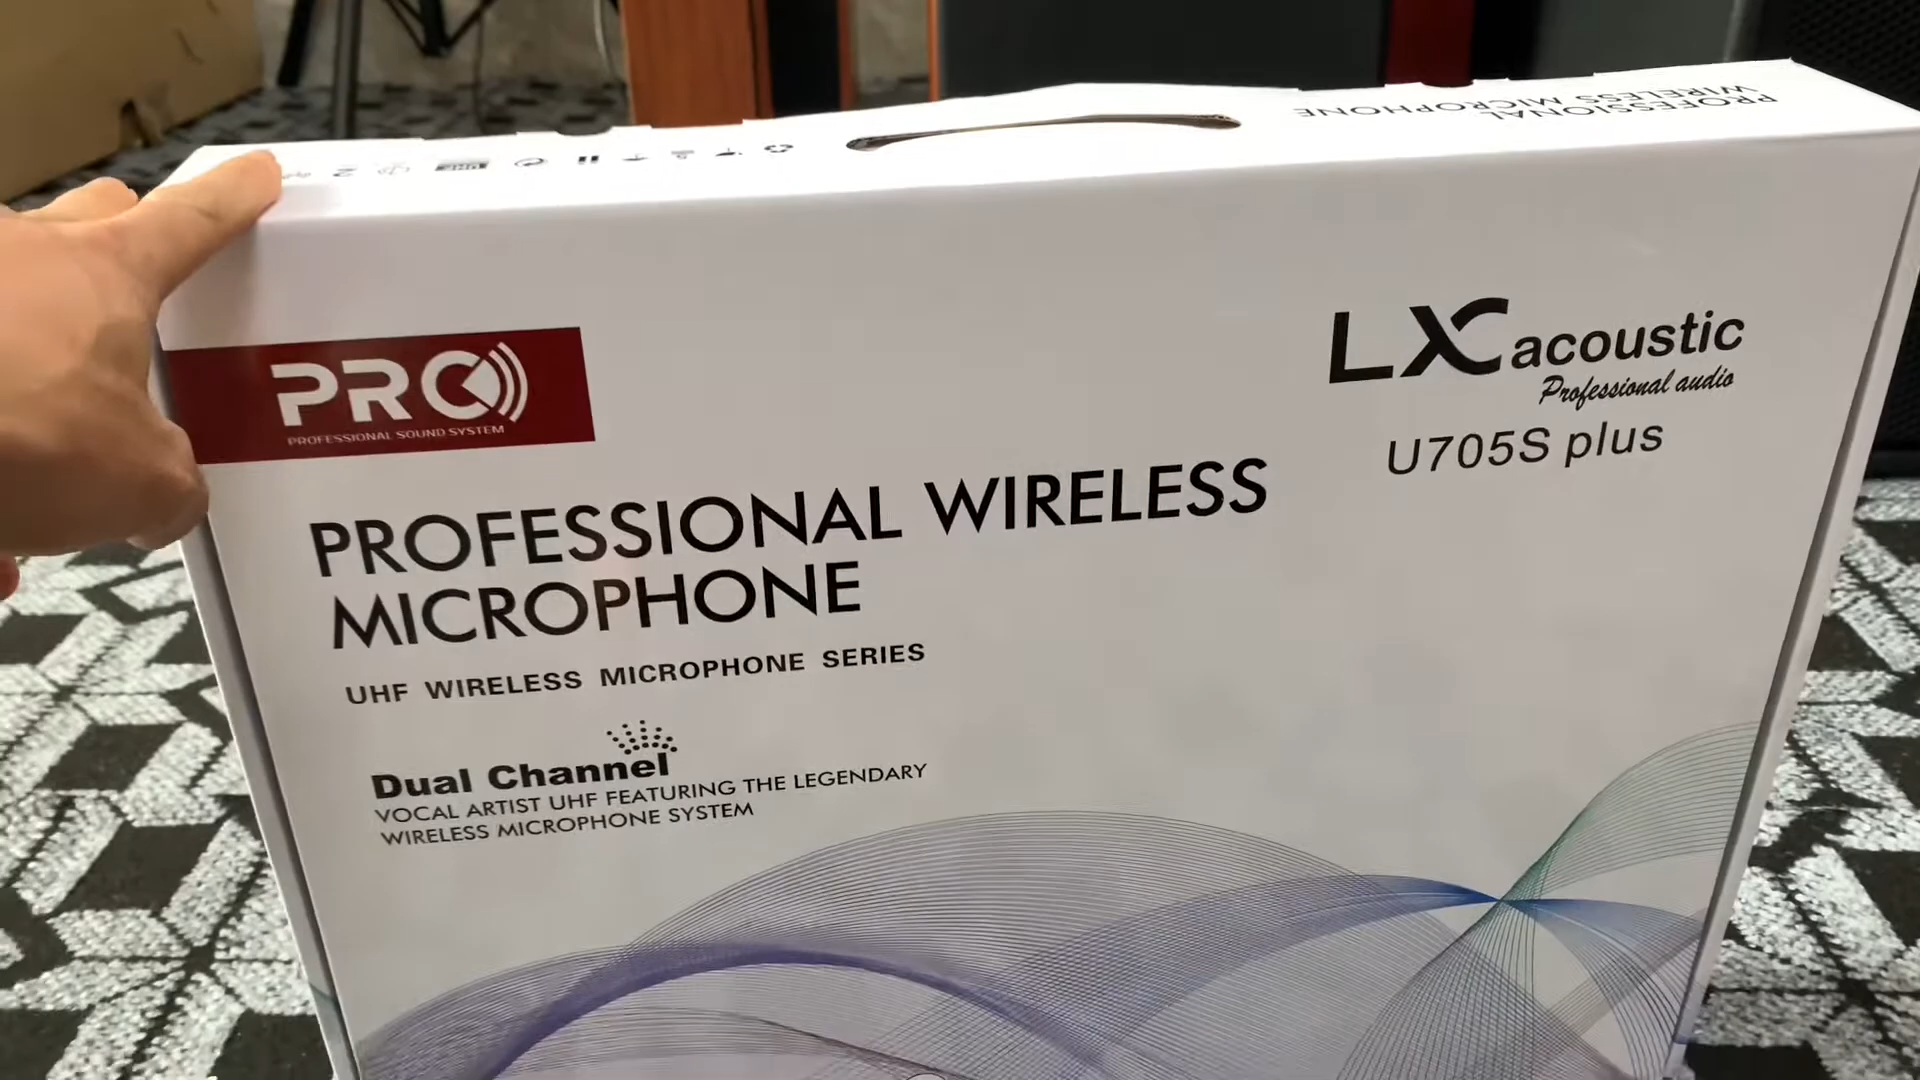 PROFESSIONAL
WIRELESS MICROPHONE
UHF
PRO
PROFESSIONAL SOUND SYSTEM
LX acoustic
Professional audio
U705S plus
PROFESSIONAL WIRELESS
MICROPHONE
UHF WIRELESS MICROPHONE SERIES
Dual Channel
VOCAL ARTIST UHF FEATURING THE LEGENDARY
WIRELESS MICROPHONE SYSTEM